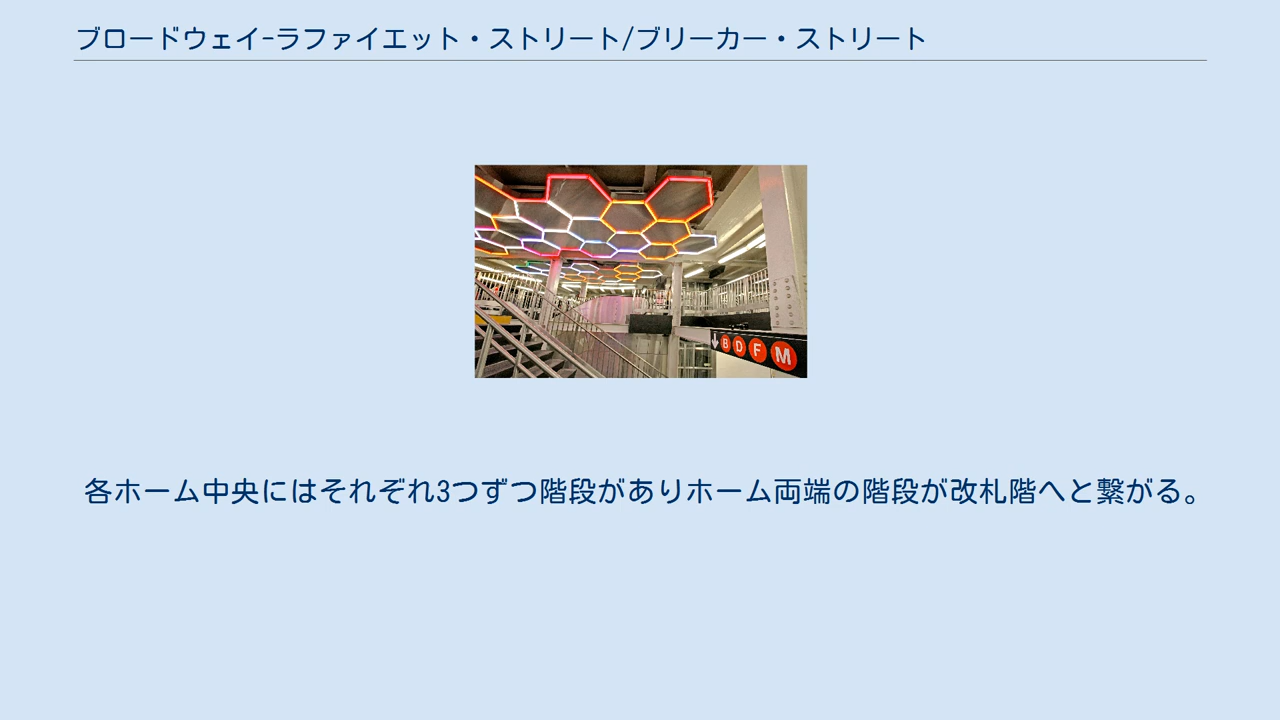 ブロードウェイ-ラファイエット・ストリート/ブリーカー・ストリート
B D F M
各ホーム中央にはそれぞれ3つずつ階段がありホーム両端の階段が改札階へと繋がる。